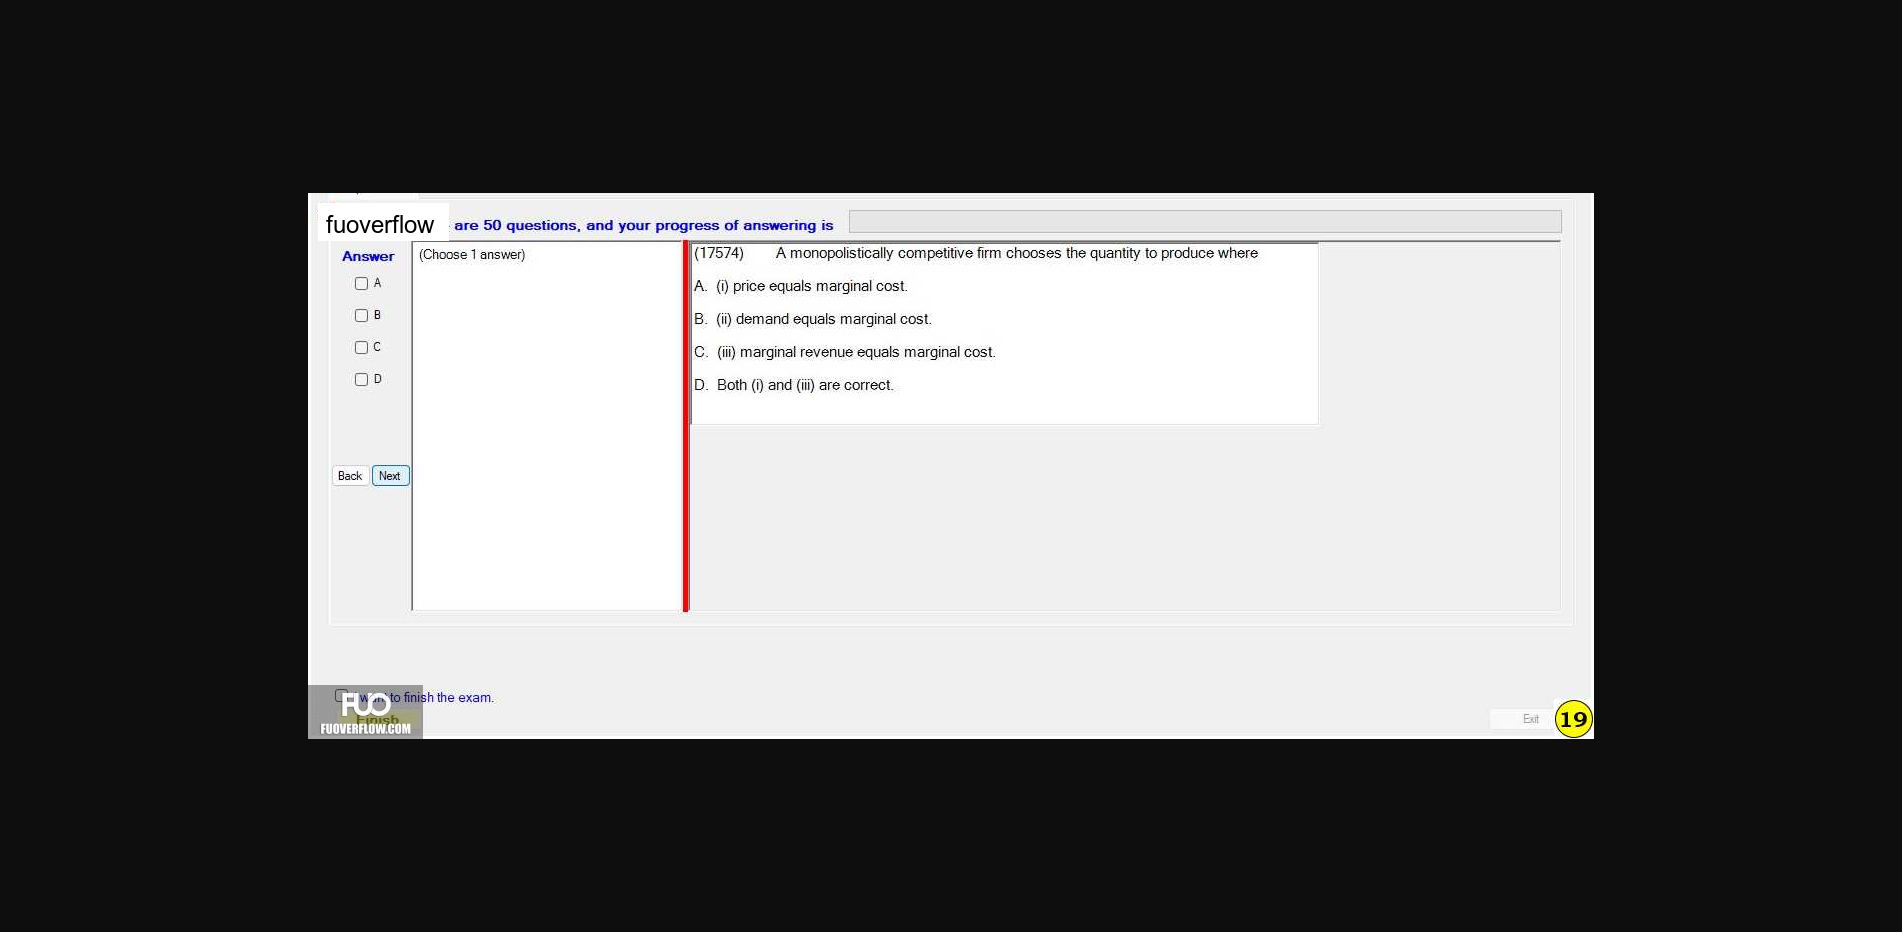 fuoverflow are 50 questions, and your progress of answering is
Answer
(Choose 1 answer)
A
B
C
D
Back Next
(17574) A monopolistically competitive firm chooses the quantity to produce where
A. (i) price equals marginal cost.
B. (ii) demand equals marginal cost.
C. (iii) marginal revenue equals marginal cost.
D. Both (i) and (iii) are correct.
want to finish the exam.
Finish
FUO
FUOVERFLOW.COM
Exit
19